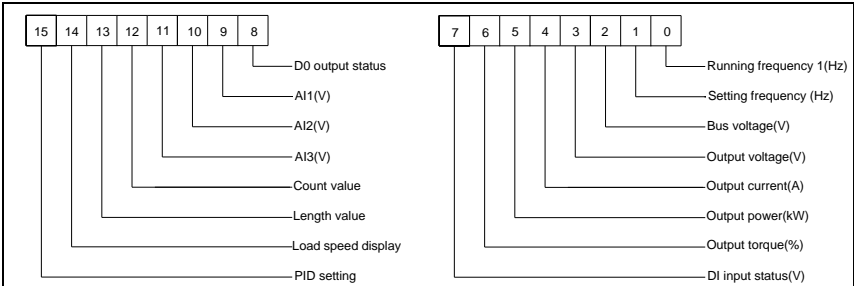 15 14 13 12 11 10 9 8
D0 output status
AI1(V)
AI2(V)
AI3(V)
Count value
Length value
Load speed display
PID setting
7 6 5 4 3 2 1 0
Running frequency 1(Hz)
Setting frequency (Hz)
Bus voltage(V)
Output voltage(V)
Output current(A)
Output power(kW)
Output torque(%)
DI input status(V)